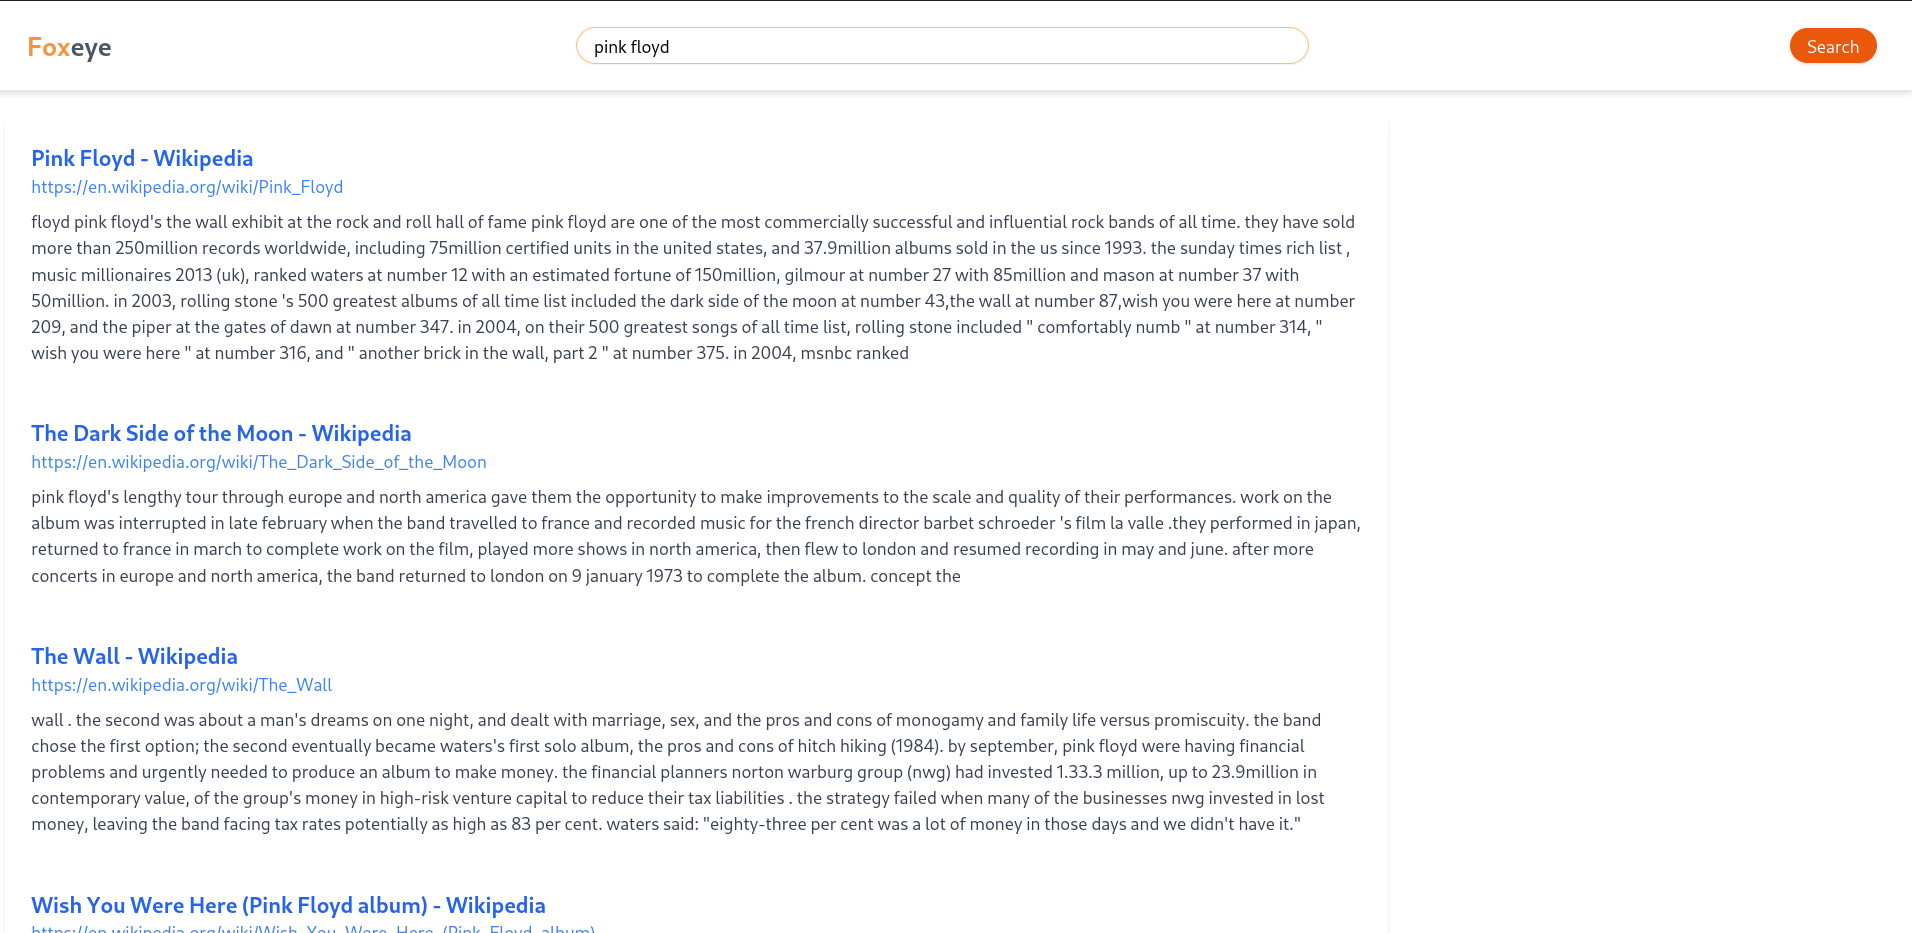 Foxeye
pink floyd
Search
Pink Floyd - Wikipedia
https://en.wikipedia.org/wiki/Pink_Floyd
floyd pink floyd's the wall exhibit at the rock and roll hall of fame pink floyd are one of the most commercially successful and influential rock bands of all time. they have sold
more than 250million records worldwide, including 75million certified units in the united states, and 37.9million albums sold in the us since 1993. the sunday times rich list ,
music millionaires 2013 (uk), ranked waters at number 12 with an estimated fortune of 150million, gilmour at number 27 with 85million and mason at number 37 with
50million. in 2003, rolling stone 's 500 greatest albums of all time list included the dark side of the moon at number 43,the wall at number 87,wish you were here at number
209, and the piper at the gates of dawn at number 347. in 2004, on their 500 greatest songs of all time list, rolling stone included " comfortably numb " at number 314, "
wish you were here " at number 316, and " another brick in the wall, part 2 " at number 375. in 2004, msnbc ranked
The Dark Side of the Moon - Wikipedia
https://en.wikipedia.org/wiki/The_Dark_Side_of_the_Moon
pink floyd's lengthy tour through europe and north america gave them the opportunity to make improvements to the scale and quality of their performances. work on the
album was interrupted in late february when the band travelled to france and recorded music for the french director barbet schroeder 's film la valle .they performed in japan,
returned to france in march to complete work on the film, played more shows in north america, then flew to london and resumed recording in may and june. after more
concerts in europe and north america, the band returned to london on 9 january 1973 to complete the album. concept the
The Wall - Wikipedia
https://en.wikipedia.org/wiki/The_Wall
wall . the second was about a man's dreams on one night, and dealt with marriage, sex, and the pros and cons of monogamy and family life versus promiscuity. the band
chose the first option; the second eventually became waters's first solo album, the pros and cons of hitch hiking (1984). by september, pink floyd were having financial
problems and urgently needed to produce an album to make money. the financial planners norton warburg group (nwg) had invested 1.33.3 million, up to 23.9million in
contemporary value, of the group's money in high-risk venture capital to reduce their tax liabilities . the strategy failed when many of the businesses nwg invested in lost
money, leaving the band facing tax rates potentially as high as 83 per cent. waters said: "eighty-three per cent was a lot of money in those days and we didn't have it."
Wish You Were Here (Pink Floyd album) - Wikipedia
https://en.wikipedia.org/wiki/Wish_You_Were_Here_(Pink_Floyd_album)